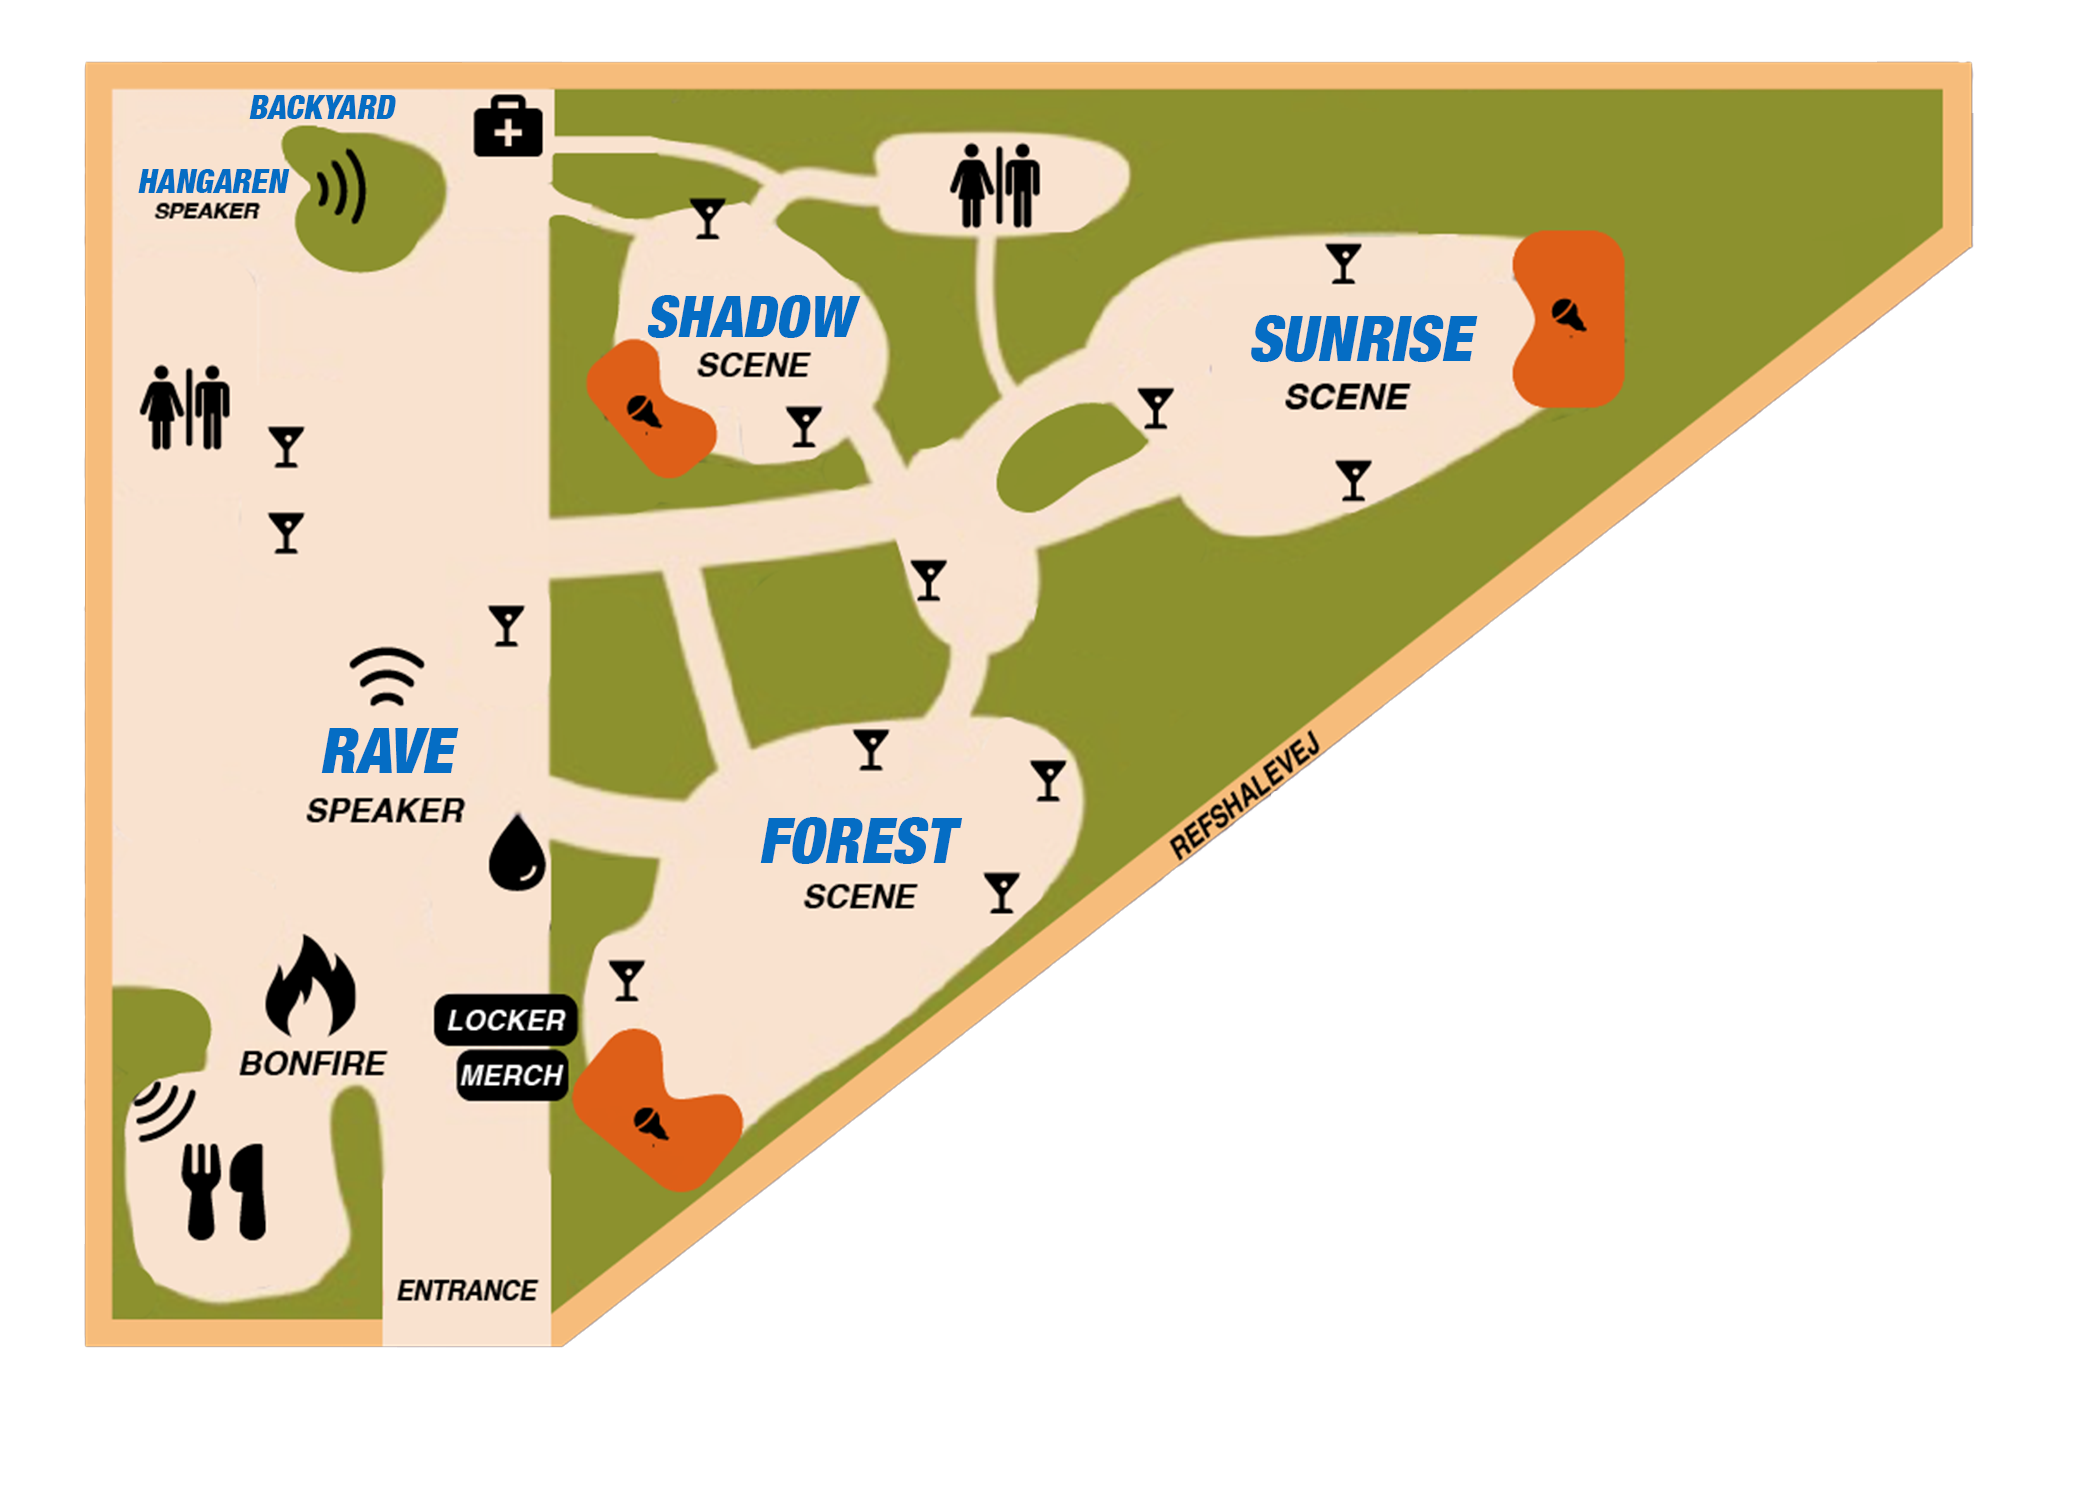 BACKYARD
HANGAREN
SPEAKER
SHADOW
SCENE
SUNRISE
SCENE
RAVE
SPEAKER
FOREST
SCENE
REFSHALEVEJ
BONFIRE
LOCKER
MERCH
ENTRANCE